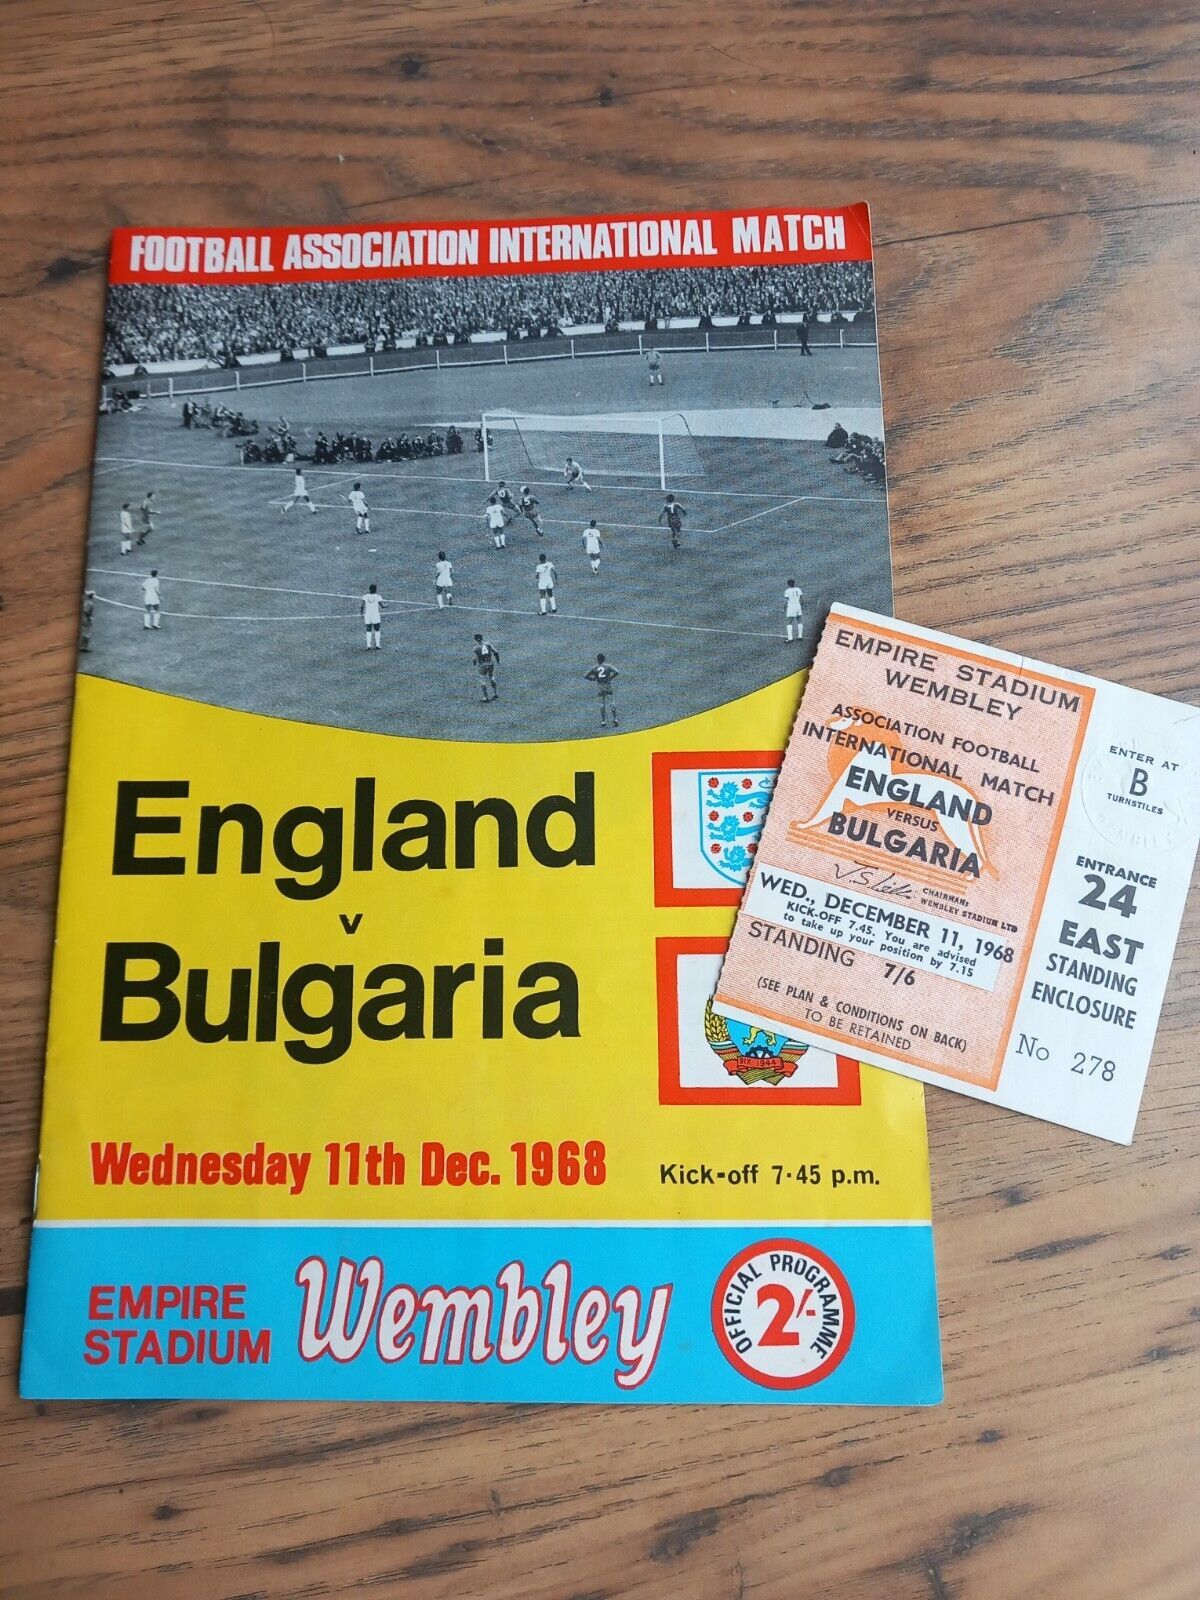 FOOTBALL ASSOCIATION INTERNATIONAL MATCH
England
v
Bulgaria
9IX 1944
Wednesday 11th Dec. 1968
Kick-off 7·45 p.m.
EMPIRE
STADIUM
Wembley
OFFICIAL PROGRAMME
2/-
EMPIRE STADIUM
WEMBLEY
ASSOCIATION FOOTBALL
INTERNATIONAL MATCH
ENGLAND
VERSUS
BULGARIA
CHAIRMAN:
WEMBLEY STADIUM LTD
WED., DECEMBER 11, 1968
KICK-OFF 7.45. You are advised
to take up your position by 7.15
STANDING 7/6
(SEE PLAN & CONDITIONS ON BACK)
TO BE RETAINED
ENTER AT
B
TURNSTILES
ENTRANCE
24
EAST
STANDING
ENCLOSURE
No 278